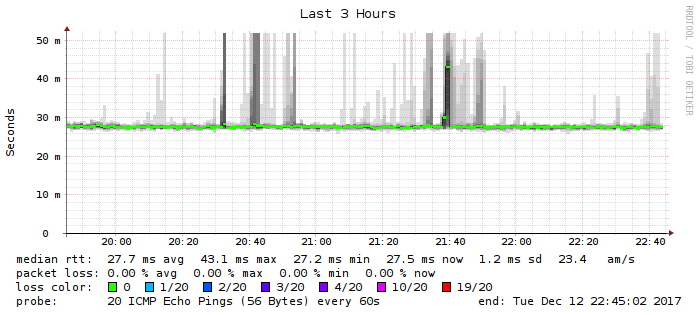 Last 3 Hours
RRDTOOL / TOBI OETIKER
Seconds
50 m
40 m
30 m
20 m
10 m
0
20:00 20:20 20:40 21:00 21:20 21:40 22:00 22:20 22:40
median rtt: 27.7 ms avg 43.1 ms max 27.2 ms min 27.5 ms now 1.2 ms sd 23.4 am/s
packet loss: 0.00 % avg 0.00 % max 0.00 % min 0.00 % now
loss color: 0 1/20 2/20 3/20 4/20 10/20 19/20
probe: 20 ICMP Echo Pings (56 Bytes) every 60s end: Tue Dec 12 22:45:02 2017